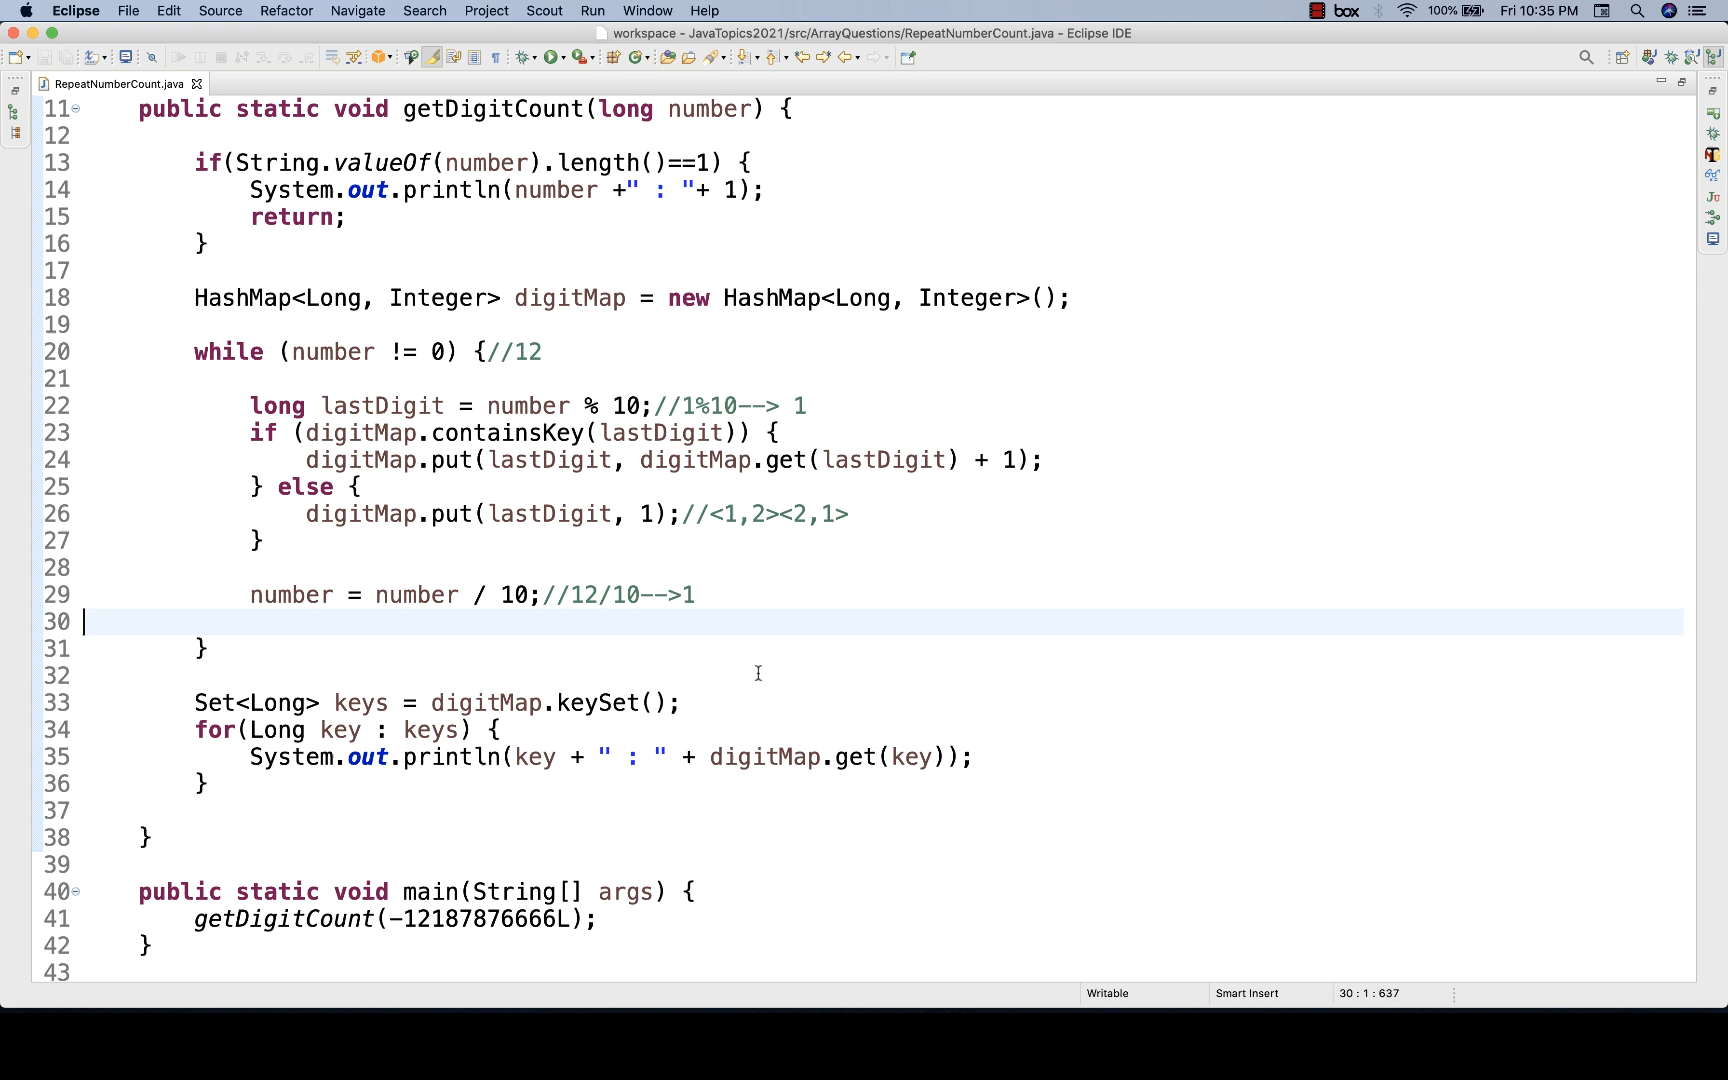 Eclipse File Edit Source Refactor Navigate Search Project Scout Run Window Help box 100% Fri 10:35 PM
workspace - JavaTopics2021/src/ArrayQuestions/RepeatNumberCount.java - Eclipse IDE
RepeatNumberCount.java
11 public static void getDigitCount(long number) {
12
13 if(String.valueOf(number).length()==1) {
14 System.out.println(number +" : "+ 1);
15 return;
16 }
17
18 HashMap<Long, Integer> digitMap = new HashMap<Long, Integer>();
19
20 while (number != 0) {//12
21
22 long lastDigit = number % 10;//1%10--> 1
23 if (digitMap.containsKey(lastDigit)) {
24 digitMap.put(lastDigit, digitMap.get(lastDigit) + 1);
25 } else {
26 digitMap.put(lastDigit, 1);//<1,2><2,1>
27 }
28
29 number = number / 10;//12/10-->1
30
31 }
32
33 Set<Long> keys = digitMap.keySet();
34 for(Long key : keys) {
35 System.out.println(key + " : " + digitMap.get(key));
36 }
37
38 }
39
40 public static void main(String[] args) {
41 getDigitCount(-12187876666L);
42 }
43
Writable Smart Insert 30 : 1 : 637